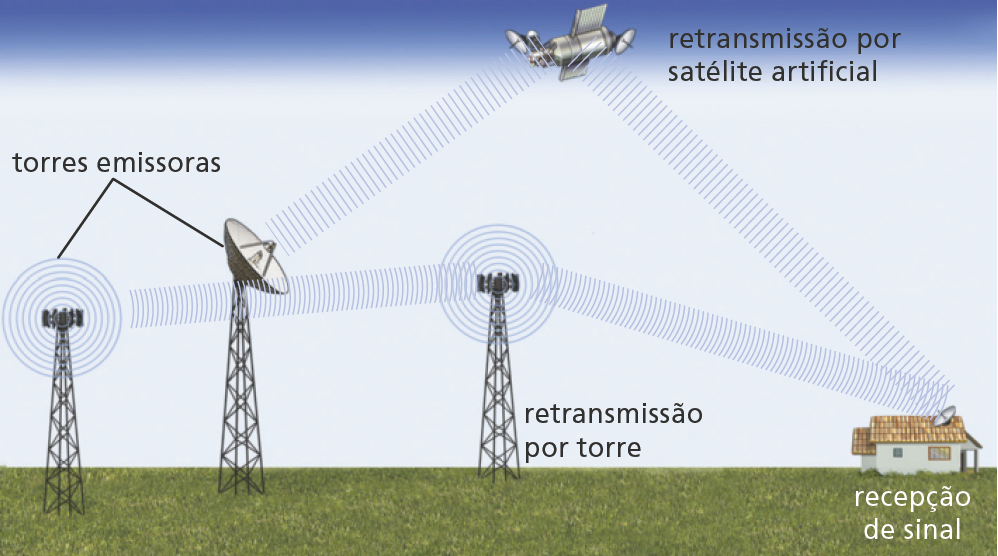 retransmissão por
satélite artificial
torres emissoras
retransmissão
por torre
recepção
de sinal